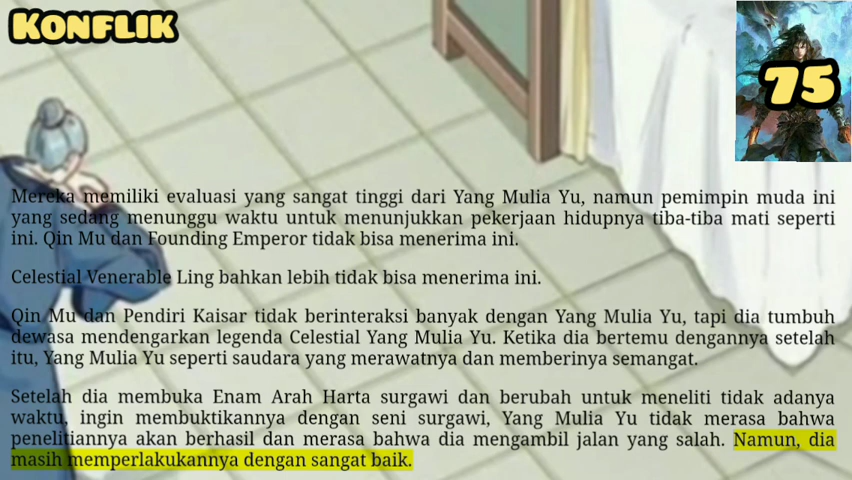 KONFLIK
75
Mereka memiliki evaluasi yang sangat tinggi dari Yang Mulia Yu, namun pemimpin muda ini
yang sedang menunggu waktu untuk menunjukkan pekerjaan hidupnya tiba-tiba mati seperti
ini. Qin Mu dan Founding Emperor tidak bisa menerima ini.
Celestial Venerable Ling bahkan lebih tidak bisa menerima ini.
Qin Mu dan Pendiri Kaisar tidak berinteraksi banyak dengan Yang Mulia Yu, tapi dia tumbuh
dewasa mendengarkan legenda Celestial Yang Mulia Yu. Ketika dia bertemu dengannya setelah
itu, Yang Mulia Yu seperti saudara yang merawatnya dan memberinya semangat.
Setelah dia membuka Enam Arah Harta surgawi dan berubah untuk meneliti tidak adanya
waktu, ingin membuktikannya dengan seni surgawi, Yang Mulia Yu tidak merasa bahwa
penelitiannya akan berhasil dan merasa bahwa dia mengambil jalan yang salah. Namun, dia
masih memperlakukannya dengan sangat baik.